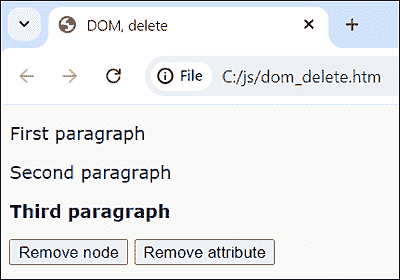 DOM, delete
File C:/js/dom_delete.htm
First paragraph
Second paragraph
Third paragraph
Remove node Remove attribute